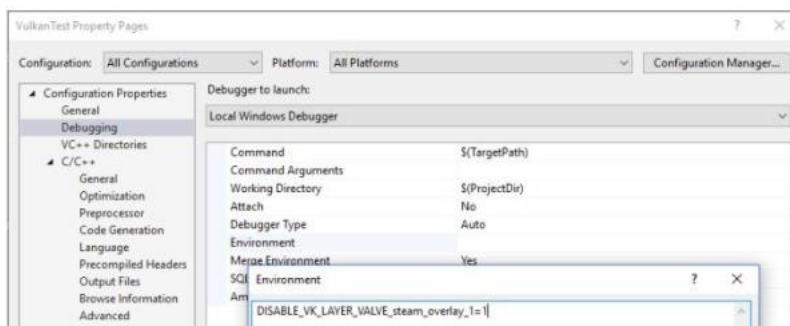 VulkanTest Property Pages ? ×
Configuration: All Configurations Platform: All Platforms Configuration Manager...
Configuration Properties
General
Debugging
VC++ Directories
C/C++
General
Optimization
Preprocessor
Code Generation
Language
Precompiled Headers
Output Files
Browse Information
Advanced
Debugger to launch:
Local Windows Debugger
Command $(TargetPath)
Command Arguments
Working Directory $(ProjectDir)
Attach No
Debugger Type Auto
Environment
Merge Environment Yes
SQL
Am
Environment ? ×
DISABLE_VK_LAYER_VALVE_steam_overlay_1=1